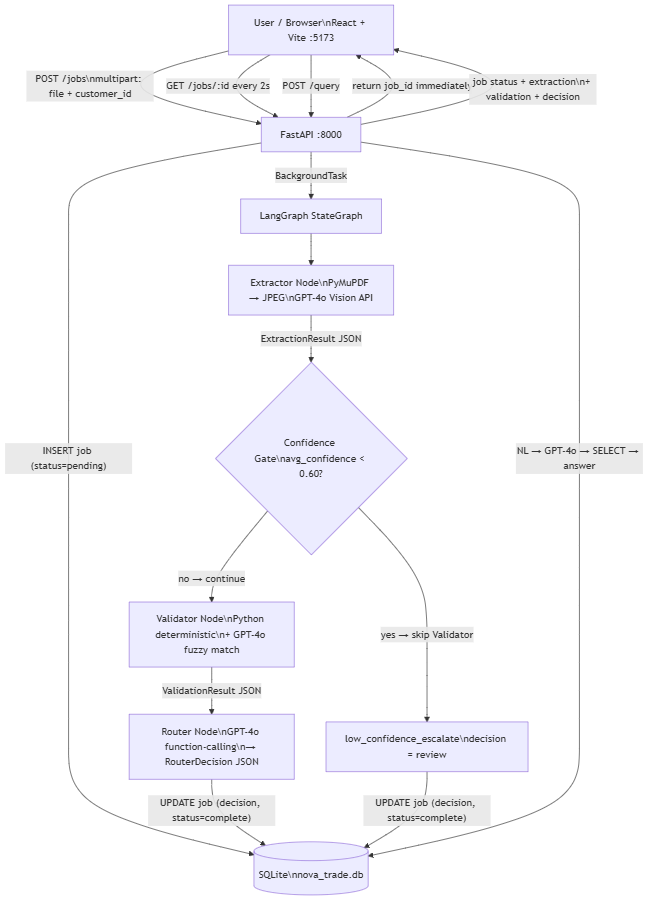 User / Browser\nReact +
Vite :5173
POST /jobs\nmultipart:
file + customer_id
GET /jobs/:id every 2s
POST /query
return job_id immediately
job status + extraction\n+
validation + decision
FastAPI :8000
BackgroundTask
LangGraph StateGraph
Extractor Node\nPyMuPDF
→ JPEG\nGPT-4o Vision API
ExtractionResult JSON
Confidence
Gate\navg_confidence <
0.60?
INSERT job
(status=pending)
NL → GPT-4o → SELECT →
answer
no → continue
Validator Node\nPython
deterministic\n+ GPT-4o
fuzzy match
yes → skip Validator
ValidationResult JSON
Router Node\nGPT-4o
function-calling\n→
RouterDecision JSON
low_confidence_escalate\ndecision
= review
UPDATE job (decision,
status=complete)
UPDATE job (decision,
status=complete)
SQLite\nnova_trade.db